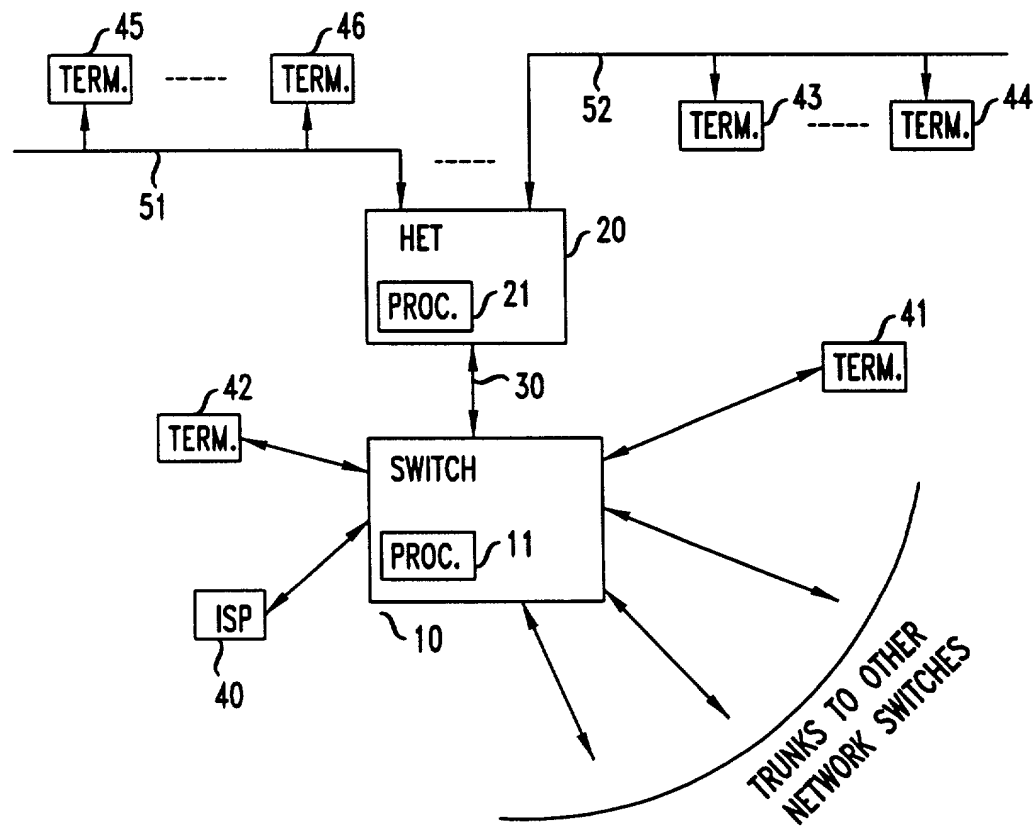 45
46
TERM.
TERM.
52
43
44
TERM.
TERM.
51
HET
20
PROC.
21
41
TERM.
30
42
TERM.
SWITCH
PROC.
11
ISP
10
40
TRUNKS TO OTHER
NETWORK SWITCHES